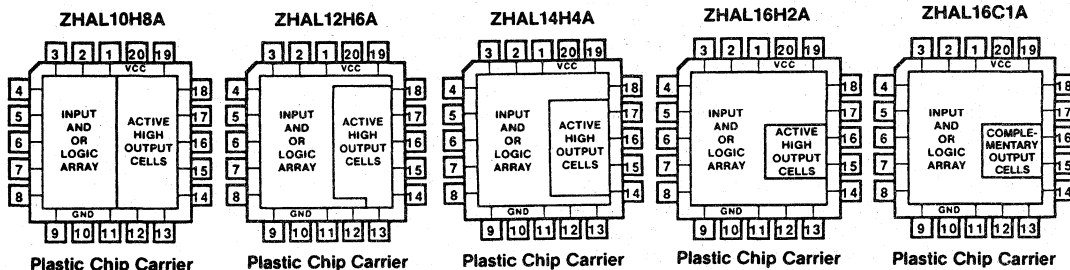 ZHAL10H8A
3 2 1 20 19
VCC
4 18
5 17
6 16
7 15
8 14
INPUT
AND
OR
LOGIC
ARRAY
ACTIVE
HIGH
OUTPUT
CELLS
GND
9 10 11 12 13
Plastic Chip Carrier
ZHAL12H6A
3 2 1 20 19
VCC
4 18
5 17
6 16
7 15
8 14
INPUT
AND
OR
LOGIC
ARRAY
ACTIVE
HIGH
OUTPUT
CELLS
GND
9 10 11 12 13
Plastic Chip Carrier
ZHAL14H4A
3 2 1 20 19
VCC
4 18
5 17
6 16
7 15
8 14
INPUT
AND
OR
LOGIC
ARRAY
ACTIVE
HIGH
OUTPUT
CELLS
GND
9 10 11 12 13
Plastic Chip Carrier
ZHAL16H2A
3 2 1 20 19
VCC
4 18
5 17
6 16
7 15
8 14
INPUT
AND
OR
LOGIC
ARRAY
ACTIVE
HIGH
OUTPUT
CELLS
GND
9 10 11 12 13
Plastic Chip Carrier
ZHAL16C1A
3 2 1 20 19
VCC
4 18
5 17
6 16
7 15
8 14
INPUT
AND
OR
LOGIC
ARRAY
COMPLE-
MENTARY
OUTPUT
CELLS
GND
9 10 11 12 13
Plastic Chip Carrier